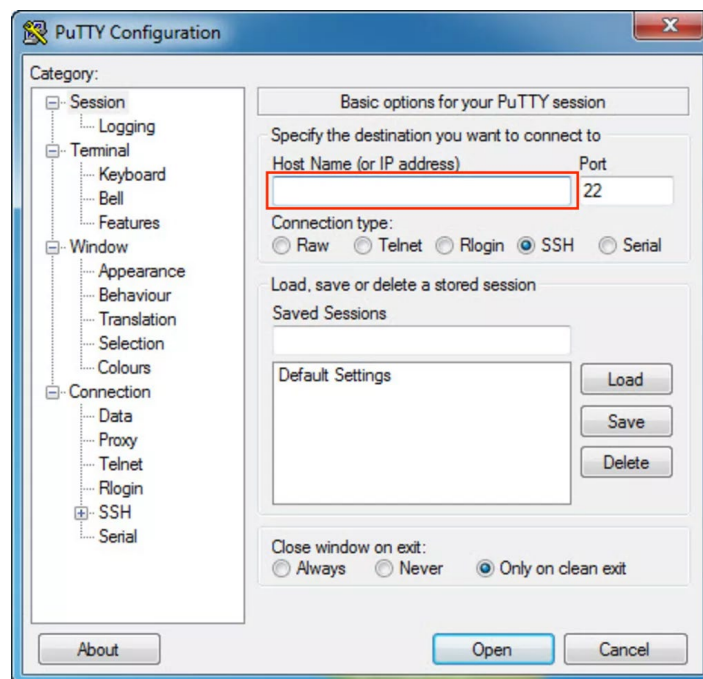 PuTTY Configuration
Category:
Session
Logging
Terminal
Keyboard
Bell
Features
Window
Appearance
Behaviour
Translation
Selection
Colours
Connection
Data
Proxy
Telnet
Rlogin
SSH
Serial
Basic options for your PuTTY session
Specify the destination you want to connect to
Host Name (or IP address) Port
22
Connection type:
Raw Telnet Rlogin SSH Serial
Load, save or delete a stored session
Saved Sessions
Default Settings
Load
Save
Delete
Close window on exit:
Always Never Only on clean exit
About Open Cancel